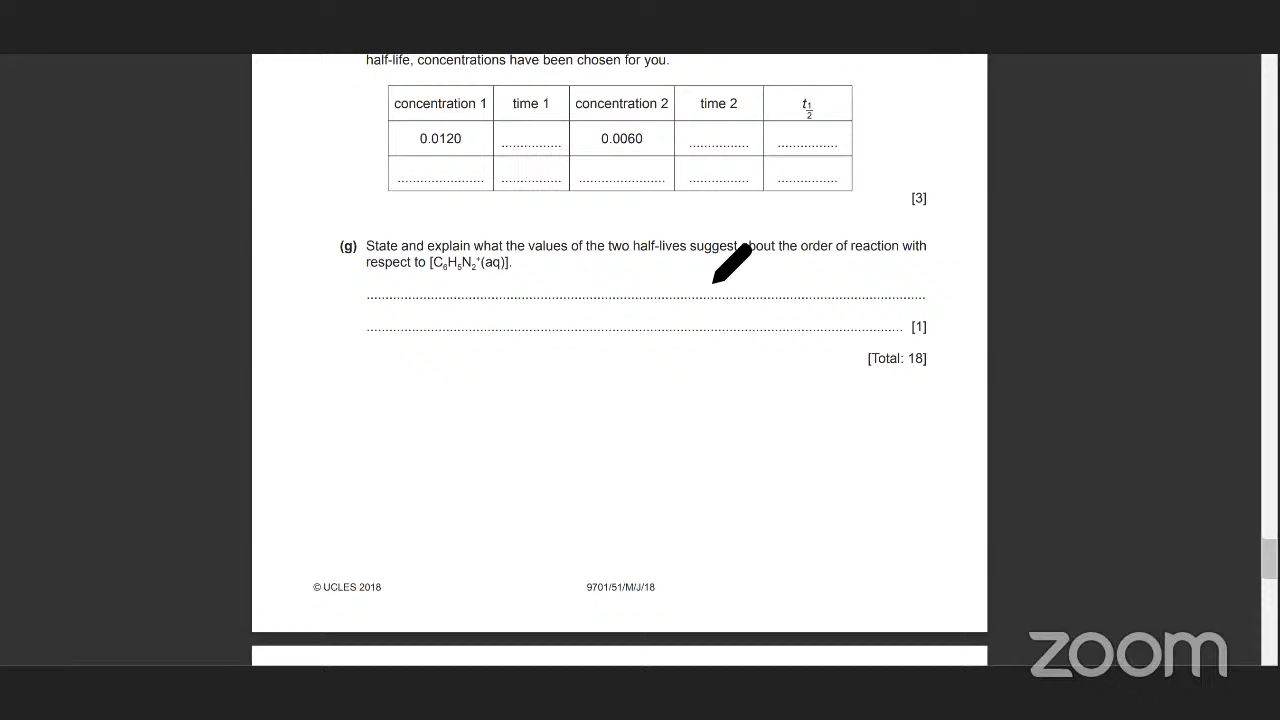 half-life, concentrations have been chosen for you.
concentration 1 time 1 concentration 2 time 2 t1/2
0.0120 ............... 0.0060 ............... ...............
...................... ............... ...................... ............... ...............
[3]
(g) State and explain what the values of the two half-lives suggest about the order of reaction with
respect to [C₆H₅N₂⁺(aq)].
....................................................................................................
.................................................................................................... [1]
[Total: 18]
© UCLES 2018 9701/51/M/J/18
zoom